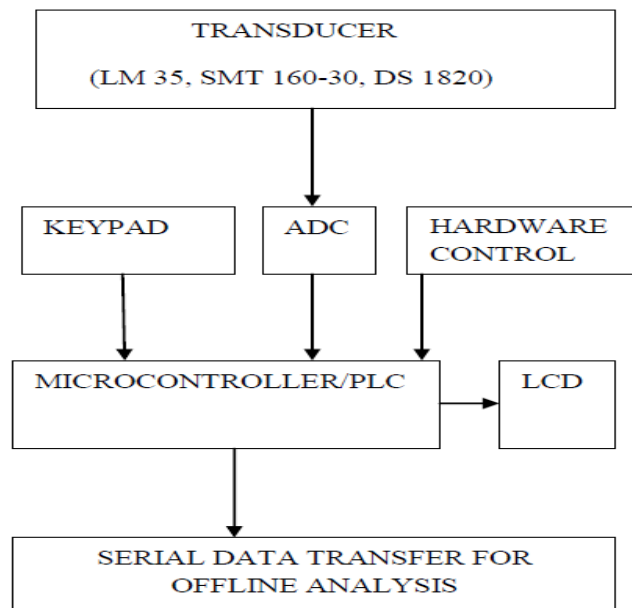 TRANSDUCER
(LM 35, SMT 160-30, DS 1820)
KEYPAD
ADC
HARDWARE
CONTROL
MICROCONTROLLER/PLC
LCD
SERIAL DATA TRANSFER FOR
OFFLINE ANALYSIS